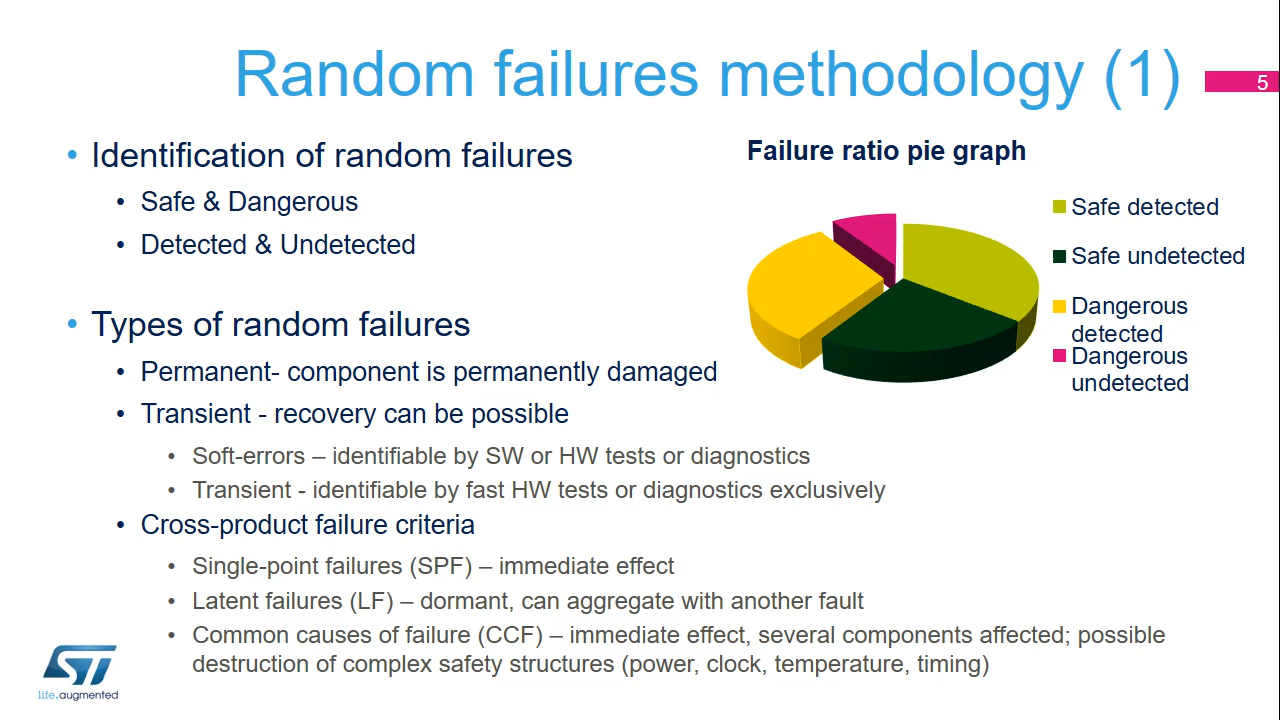 Random failures methodology (1)
5
• Identification of random failures
• Safe & Dangerous
• Detected & Undetected
• Types of random failures
• Permanent- component is permanently damaged
• Transient - recovery can be possible
• Soft-errors – identifiable by SW or HW tests or diagnostics
• Transient - identifiable by fast HW tests or diagnostics exclusively
• Cross-product failure criteria
• Single-point failures (SPF) – immediate effect
• Latent failures (LF) – dormant, can aggregate with another fault
• Common causes of failure (CCF) – immediate effect, several components affected; possible
destruction of complex safety structures (power, clock, temperature, timing)
Failure ratio pie graph
Safe detected
Safe undetected
Dangerous
detected
Dangerous
undetected
ST
life.augmented